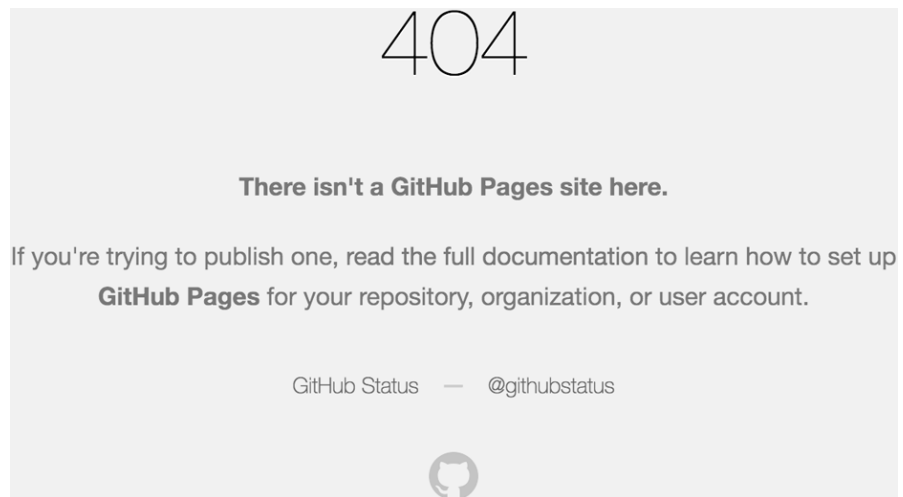 404
There isn't a GitHub Pages site here.
If you're trying to publish one, read the full documentation to learn how to set up
GitHub Pages for your repository, organization, or user account.
GitHub Status — @githubstatus